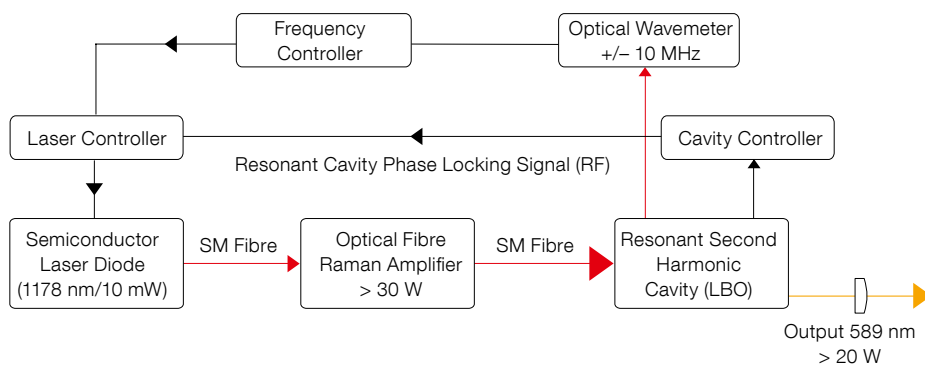 Frequency
Controller
Optical Wavemeter
+/– 10 MHz
Laser Controller
Cavity Controller
Resonant Cavity Phase Locking Signal (RF)
Semiconductor
Laser Diode
(1178 nm/10 mW)
SM Fibre
Optical Fibre
Raman Amplifier
> 30 W
SM Fibre
Resonant Second
Harmonic
Cavity (LBO)
Output 589 nm
> 20 W